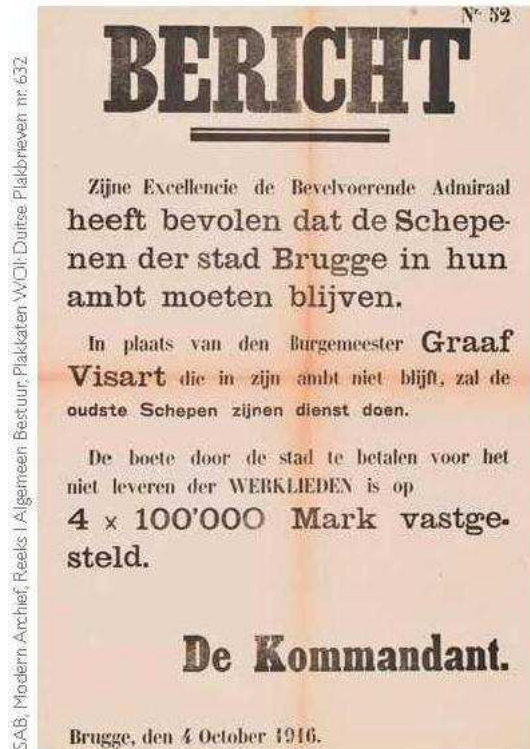 Nr. 52
BERICHT
Zijne Excellencie de Bevelvoerende Admiraal
heeft bevolen dat de Schepe-
nen der stad Brugge in hun
ambt moeten blijven.
In plaats van den Burgemeester Graaf
Visart die in zijn ambt niet blijft, zal de
oudste Schepen zijnen dienst doen.
De boete door de stad te betalen voor het
niet leveren der WERKLIEDEN is op
4 x 100'000 Mark vastge-
steld.
De Kommandant.
Brugge, den 4 October 1916.
SAB, Modern Archief, Reeks I Algemeen Bestuur, Plakkaten WOI: Duitse Plakbrieven nr. 632